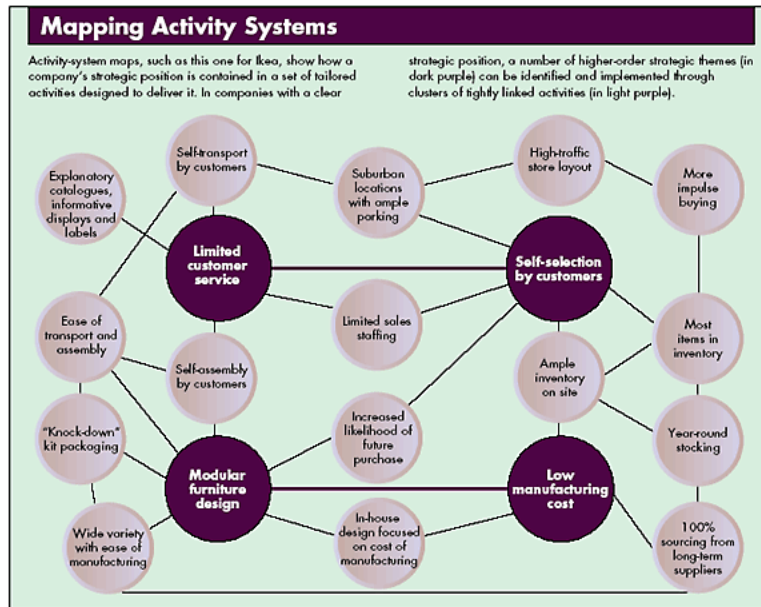 Mapping Activity Systems
Activity-system maps, such as this one for Ikea, show how a
company's strategic position is contained in a set of tailored
activities designed to deliver it. In companies with a clear
strategic position, a number of higher-order strategic themes (in
dark purple) can be identified and implemented through
clusters of tightly linked activities (in light purple).
Explanatory
catalogues,
informative
displays and
labels
Self-transport
by customers
Suburban
locations
with ample
parking
High-traffic
store layout
More
impulse
buying
Limited
customer
service
Self-selection
by customers
Ease of
transport and
assembly
Self-assembly
by customers
Limited sales
staffing
Ample
inventory
on site
Most
items in
inventory
"Knock-down"
kit packaging
Increased
likelihood of
future
purchase
Year-round
stocking
Modular
furniture
design
Low
manufacturing
cost
Wide variety
with ease of
manufacturing
In-house
design focused
on cost of
manufacturing
100%
sourcing from
long-term
suppliers